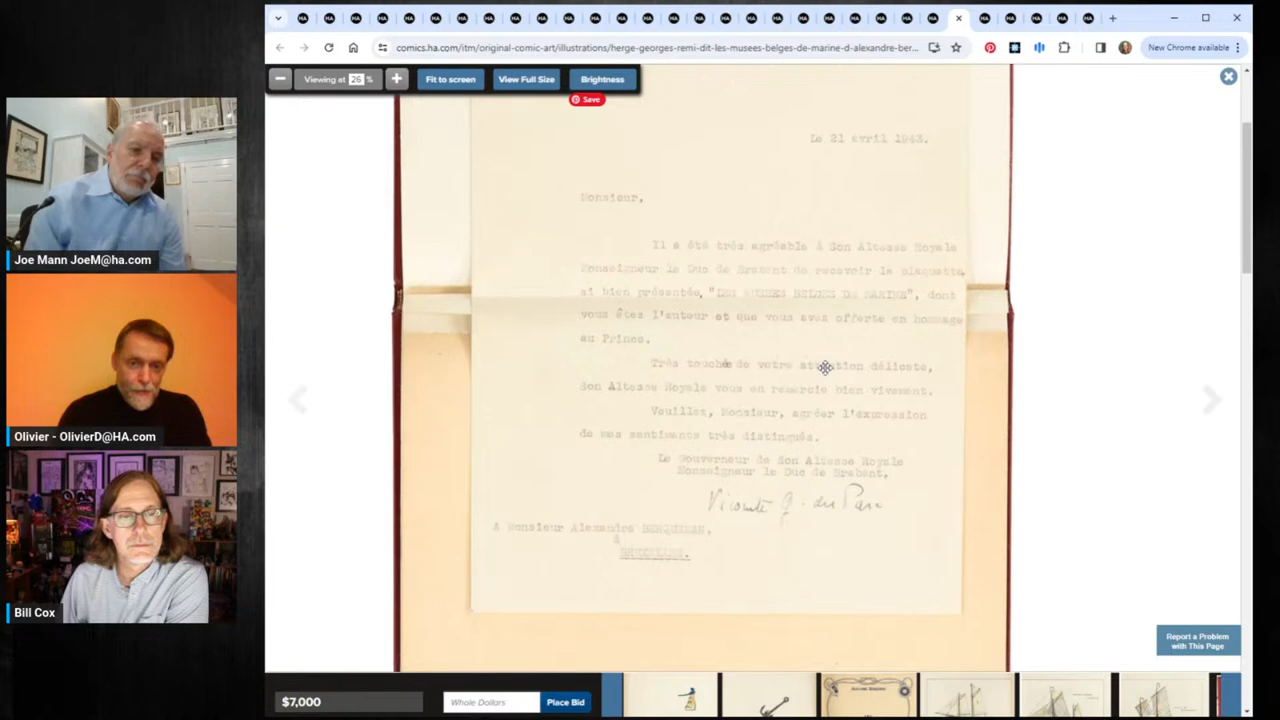 comics.ha.com/itm/original-comic-art/illustrations/herge-georges-remi-dit-les-musees-belges-de-marine-d-alexandre-ber...
New Chrome available
Viewing at 26 %
Fit to screen
View Full Size
Brightness
Save
Le 21 avril 1943.
Monsieur,
Il a été très agréable à Son Altesse Royale
Monseigneur le Duc de Brabant de recevoir la plaquette,
si bien présentée, "LES MUSEES BELGES DE MARINE", dont
vous êtes l'auteur et que vous avez offerte en hommage
au Prince.
Très touchée de votre attention délicate,
Son Altesse Royale vous en remercie bien vivement.
Veuillez, Monsieur, agréer l'expression
de mes sentiments très distingués.
Le Gouverneur de Son Altesse Royale
Monseigneur le Duc de Brabant,
Vicomte G. du Parc
A Monsieur Alexandre BERQUEMAN,
à
BRUXELLES.
Joe Mann JoeM@ha.com
Olivier - OlivierD@HA.com
Bill Cox
Report a Problem
with This Page
$7,000
Whole Dollars
Place Bid